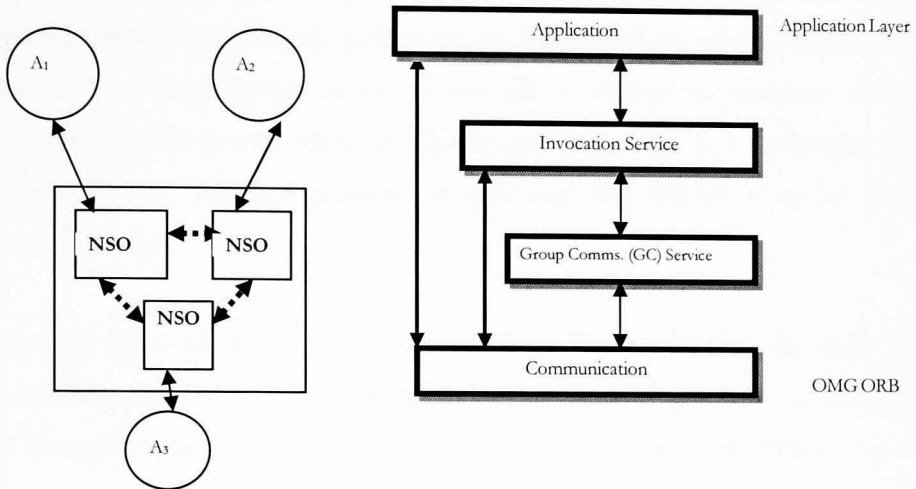 A1
A2
NSO
NSO
NSO
A3
Application
Application Layer
Invocation Service
Group Comms. (GC) Service
Communication
OMG ORB